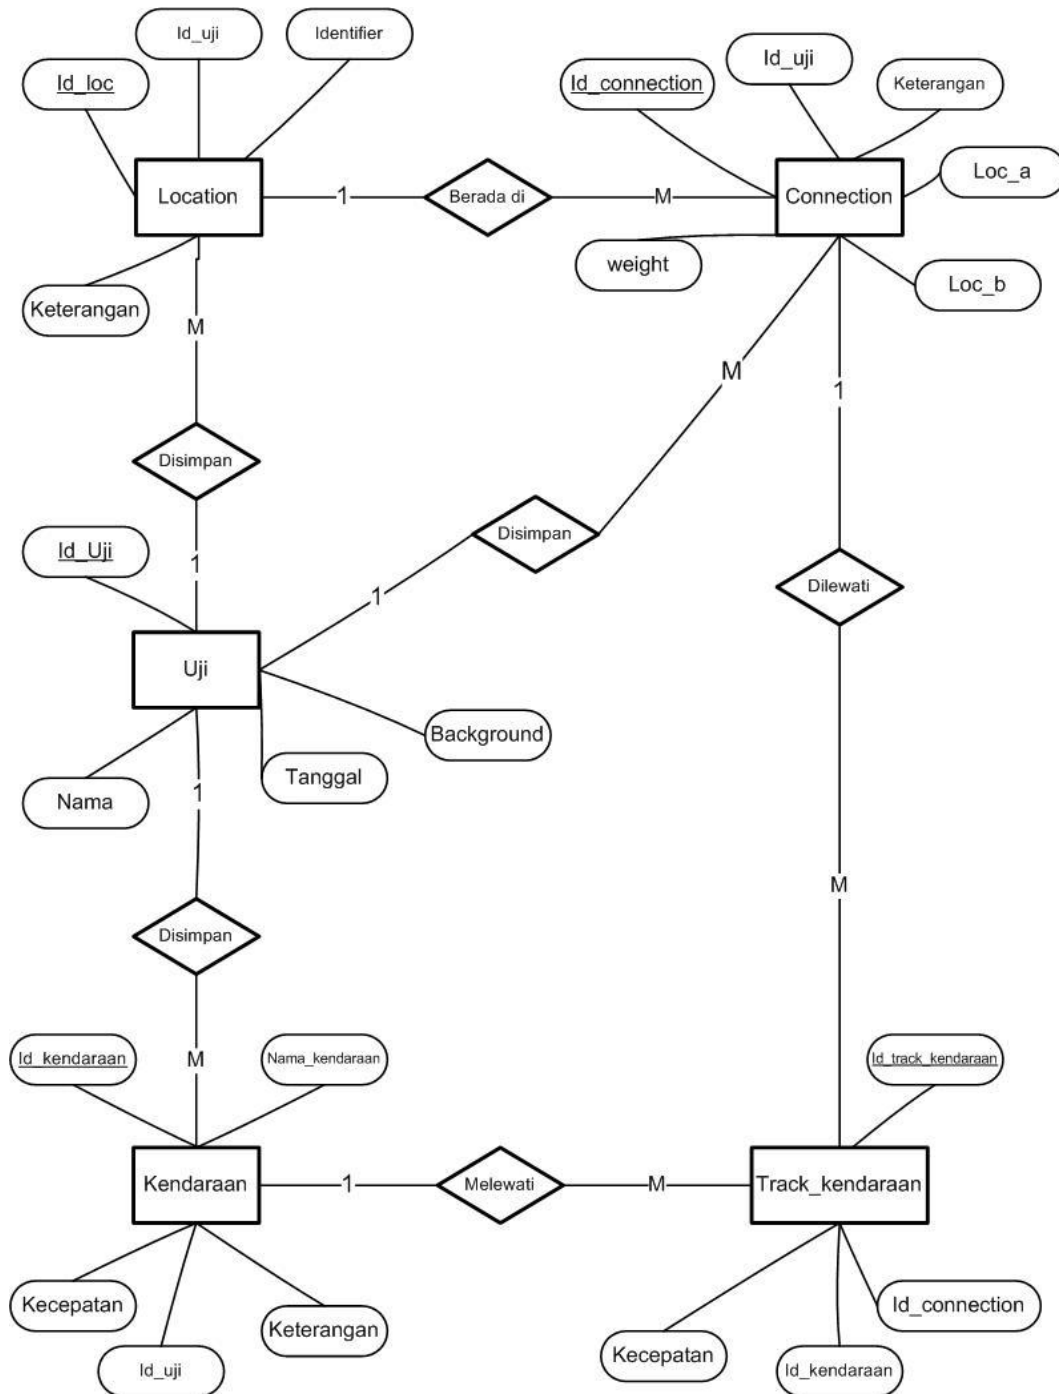 Id_uji
Identifier
Id_loc
Id_uji
Id_connection
Keterangan
Loc_a
Location
1
Berada di
M
Connection
weight
Loc_b
Keterangan
M
M
1
Disimpan
Disimpan
Id_Uji
1
1
Dilewati
Uji
Background
Tanggal
Nama
1
M
Disimpan
Id_kendaraan
Nama_kendaraan
M
Id_track_kendaraan
Kendaraan
1
Melewati
M
Track_kendaraan
Kecepatan
Keterangan
Id_uji
Id_connection
Kecepatan
Id_kendaraan